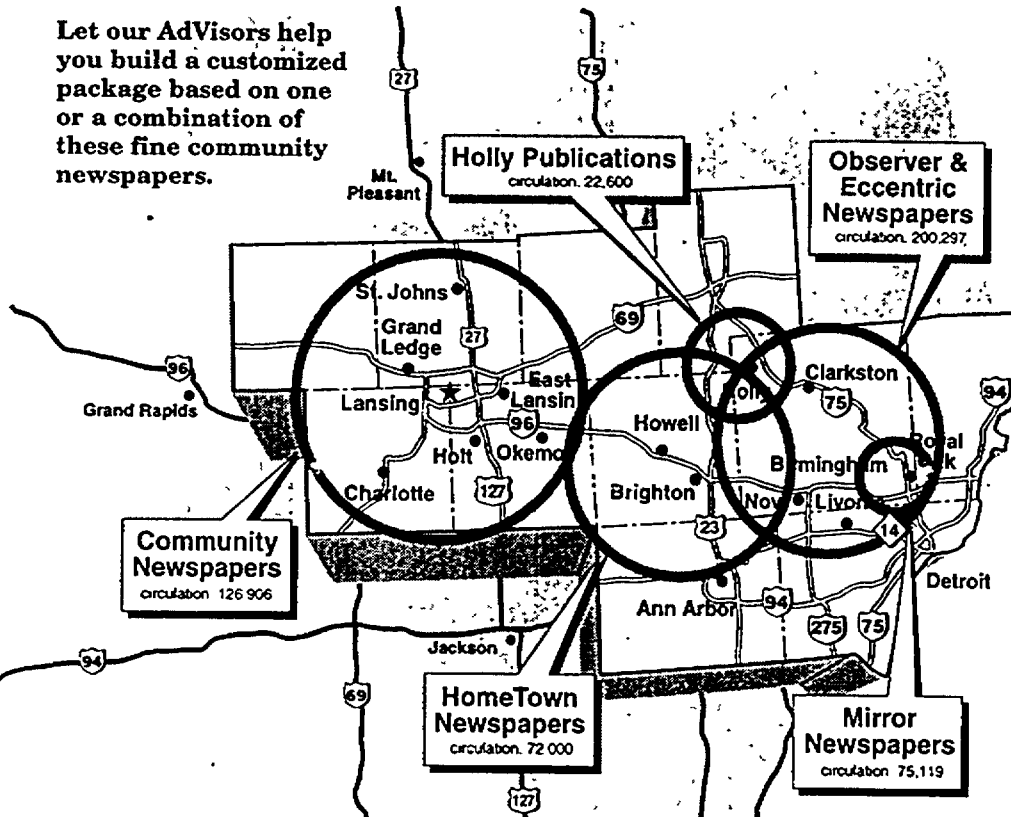 Let our AdVisors help
you build a customized
package based on one
or a combination of
these fine community
newspapers.
27
75
Mt.
Pleasant
Holly Publications
circulation. 22,600
Observer &
Eccentric
Newspapers
circulation. 200,297
St. Johns
Grand
Ledge
27
69
96
Grand Rapids
Lansing
East
Lansin
96
Holt
Okemo
Charlotte
127
Howell
Brighton
Clarkston
75
94
Birmingham
Nov
Livon
14
23
Detroit
Ann Arbor
94
275
75
Community
Newspapers
circulation 126 906
Jackson
94
69
HomeTown
Newspapers
circulation. 72 000
Mirror
Newspapers
circulation 75,119
127